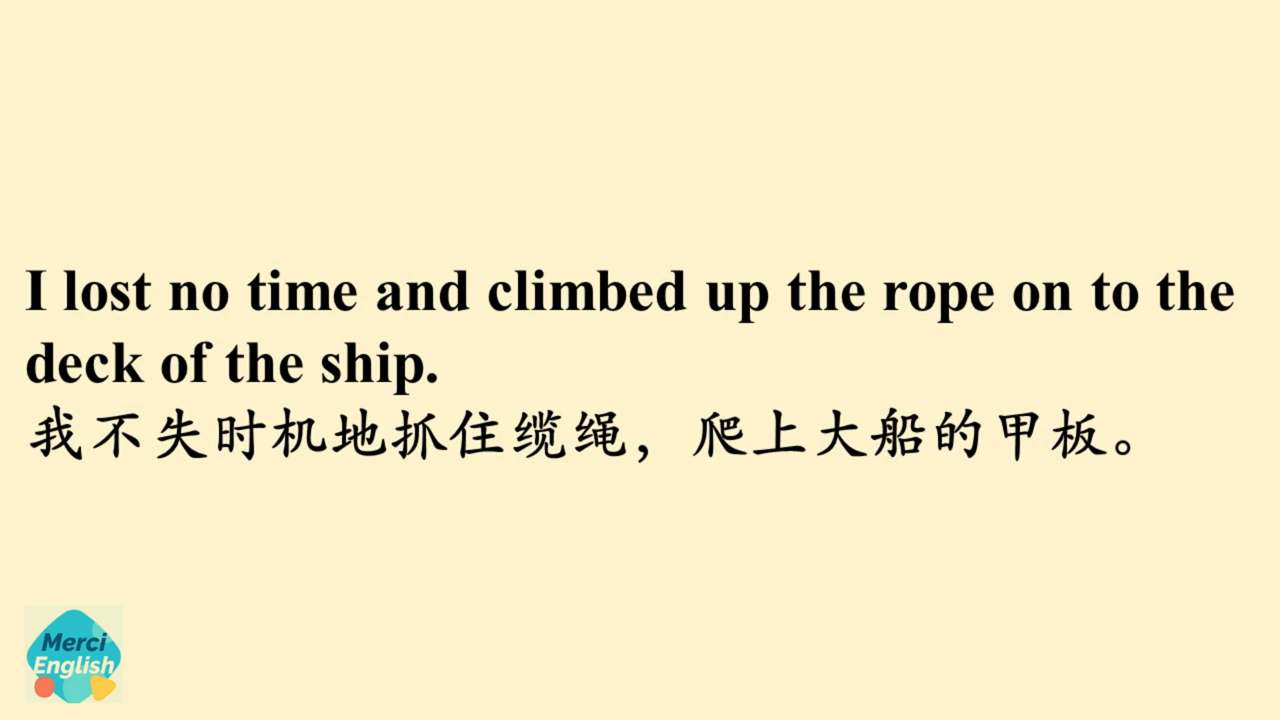 I lost no time and climbed up the rope on to the
deck of the ship.
我不失时机地抓住缆绳，爬上大船的甲板。
Merci
English